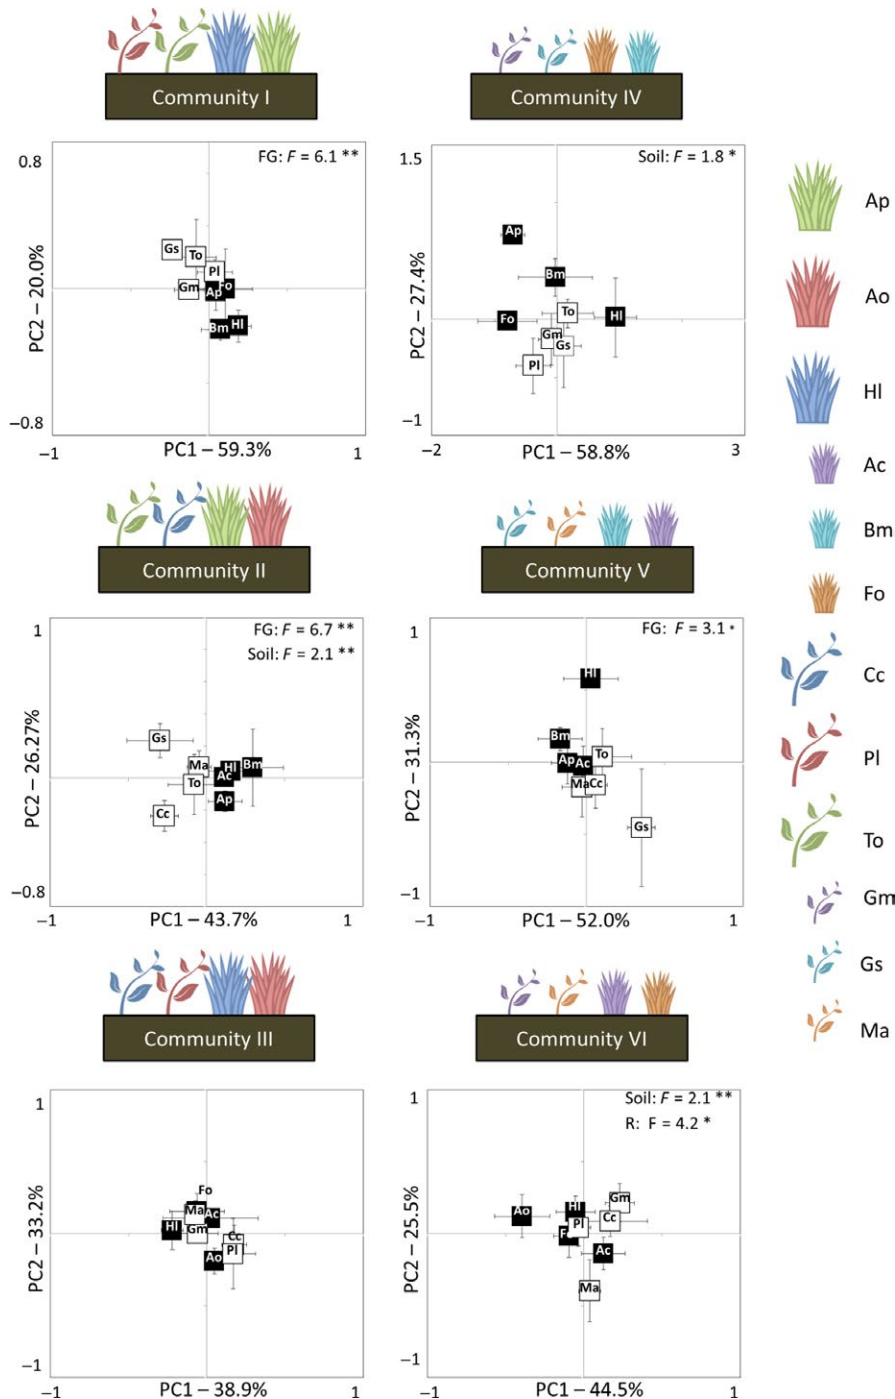 Community I
FG: F = 6.1 **
0.8
Gs
To
Pl
Gm
Ap
Fo
Bm
Hl
PC2 – 20.0%
–0.8
–1
PC1 – 59.3%
1
Community IV
Soil: F = 1.8 *
1.5
Ap
Bm
Fo
To
Hl
Gm
Gs
Pl
PC2 – 27.4%
–1
–2
PC1 – 58.8%
3
Community II
FG: F = 6.7 **
Soil: F = 2.1 **
1
Gs
Ma
Hl
Bm
Ac
To
Ap
Cc
PC2 – 26.27%
–0.8
–1
PC1 – 43.7%
1
Community V
FG: F = 3.1 *
1
Hl
Bm
To
Ap
Ac
Ma
Cc
Gs
PC2 – 31.3%
–1
–1
PC1 – 52.0%
1
Community III
1
Fo
Ma
Ac
Hl
Gm
Cc
Pl
Ao
PC2 – 33.2%
–1
–1
PC1 – 38.9%
1
Community VI
Soil: F = 2.1 **
R: F = 4.2 *
1
Gm
Hl
Ao
Cc
Pl
F
Ac
Ma
PC2 – 25.5%
–1
–1
PC1 – 44.5%
1
Ap
Ao
Hl
Ac
Bm
Fo
Cc
Pl
To
Gm
Gs
Ma